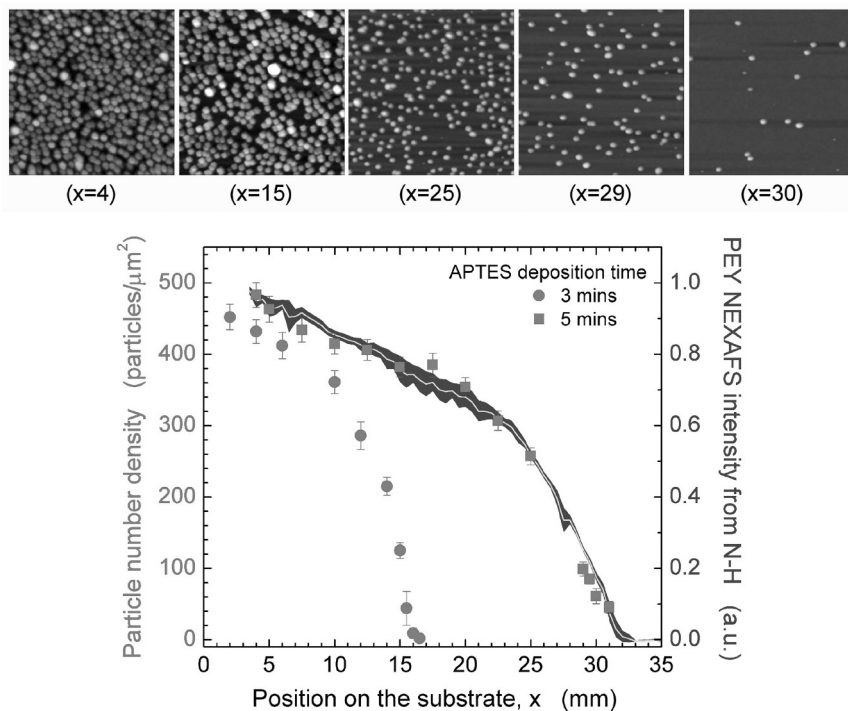 (x=4) (x=15) (x=25) (x=29) (x=30)
APTES deposition time
3 mins
5 mins
Particle number density (particles/μm²)
500
400
300
200
100
0
PEY NEXAFS intensity from N-H (a.u.)
1.0
0.8
0.6
0.4
0.2
0.0
0 5 10 15 20 25 30 35
Position on the substrate, x (mm)